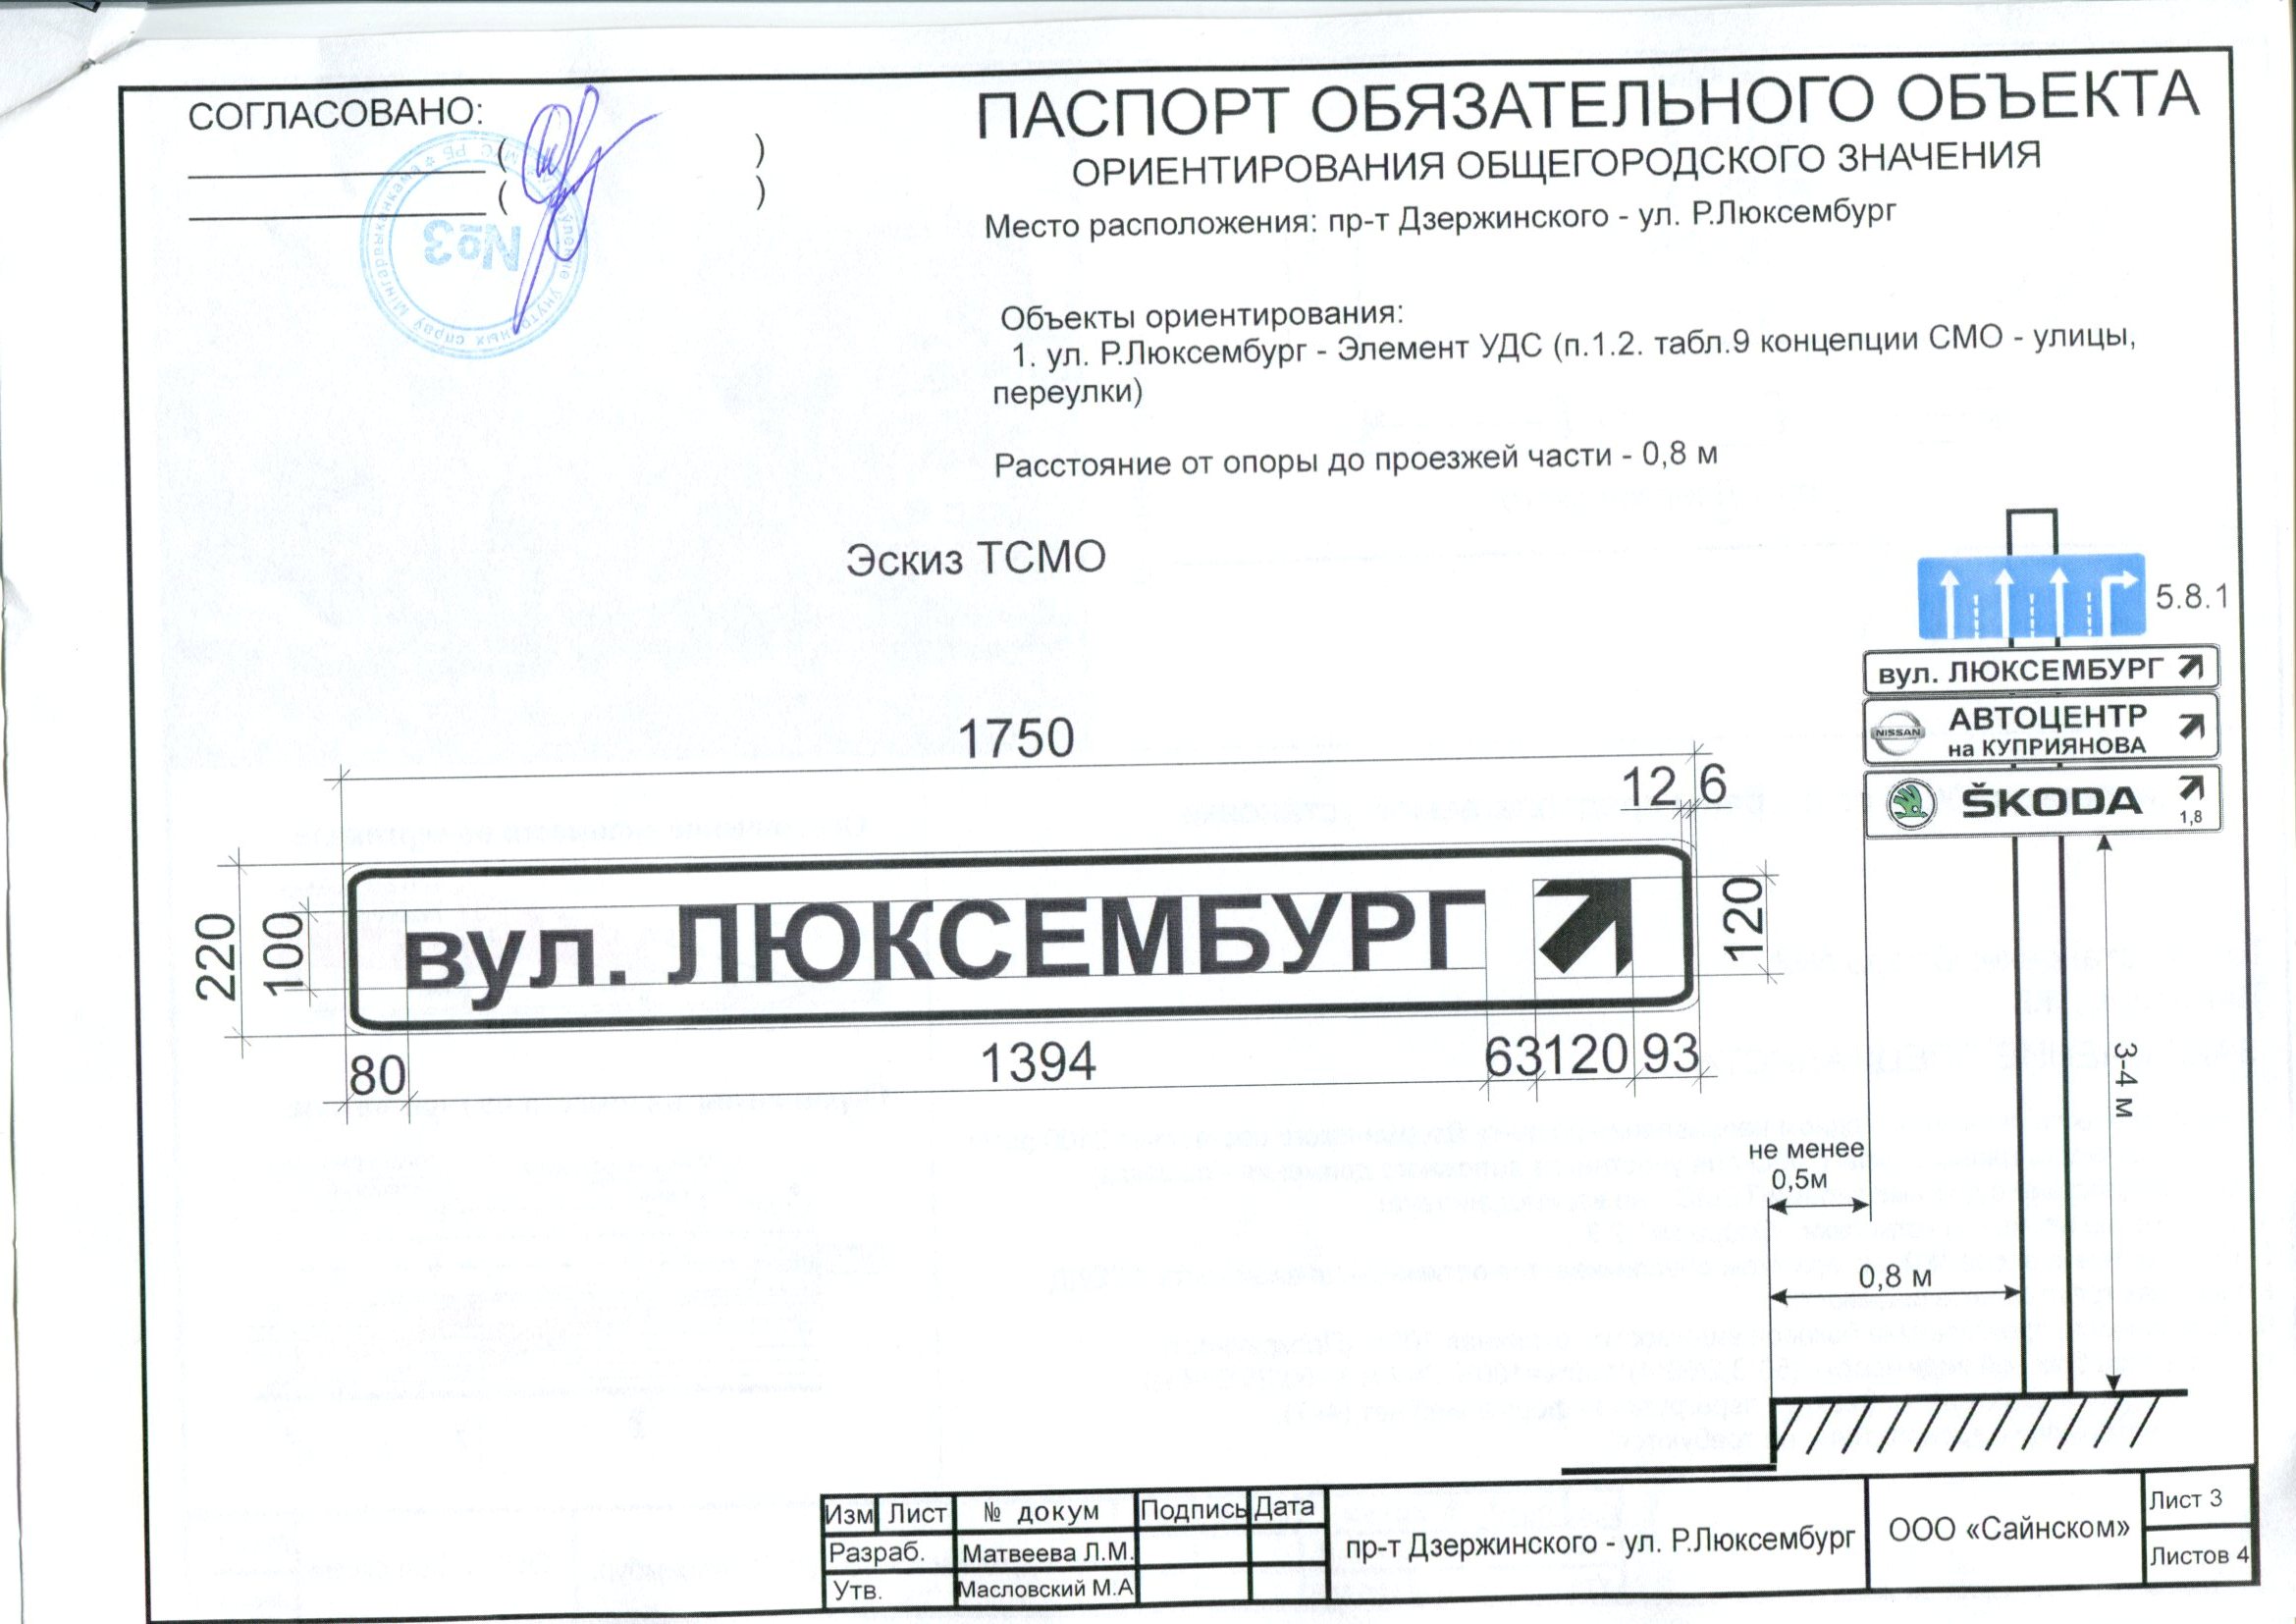 СОГЛАСОВАНО:
( )
( )
№3
ПАСПОРТ ОБЯЗАТЕЛЬНОГО ОБЪЕКТА
ОРИЕНТИРОВАНИЯ ОБЩЕГОРОДСКОГО ЗНАЧЕНИЯ
Место расположения: пр-т Дзержинского - ул. Р.Люксембург
Объекты ориентирования:
1. ул. Р.Люксембург - Элемент УДС (п.1.2. табл.9 концепции СМО - улицы,
переулки)
Расстояние от опоры до проезжей части - 0,8 м
Эскиз ТСМО
5.8.1
вул. ЛЮКСЕМБУРГ
NISSAN
АВТОЦЕНТР
на КУПРИЯНОВА
ŠKODA
1,8
1750
12 6
220
100
вул. ЛЮКСЕМБУРГ
120
80
1394
63 120 93
3-4 м
не менее
0,5м
0,8 м
Изм Лист № докум Подпись Дата
Разраб. Матвеева Л.М.
Утв. Масловский М.А
пр-т Дзержинского - ул. Р.Люксембург
ООО «Сайнском»
Лист 3
Листов 4